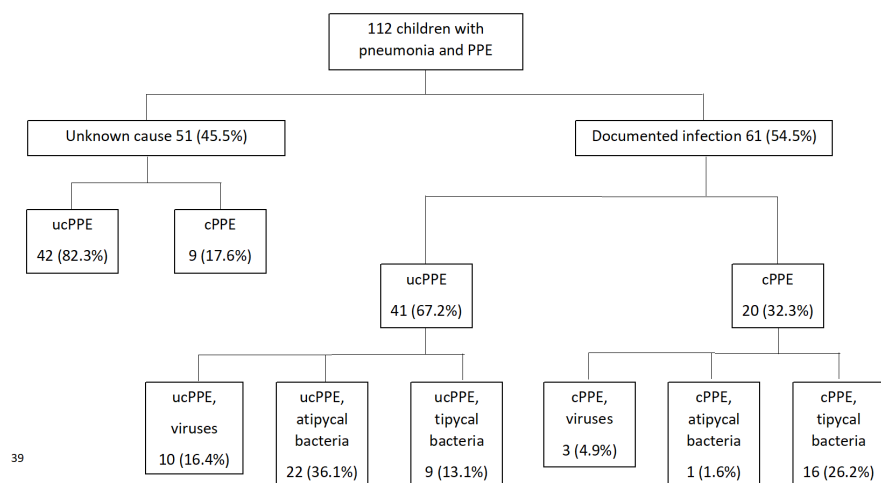 112 children with
pneumonia and PPE
Unknown cause 51 (45.5%)
Documented infection 61 (54.5%)
ucPPE
42 (82.3%)
cPPE
9 (17.6%)
ucPPE
41 (67.2%)
cPPE
20 (32.3%)
ucPPE,
viruses
10 (16.4%)
ucPPE,
atipycal
bacteria
22 (36.1%)
ucPPE,
tipycal
bacteria
9 (13.1%)
cPPE,
viruses
3 (4.9%)
cPPE,
atipycal
bacteria
1 (1.6%)
cPPE,
tipycal
bacteria
16 (26.2%)
39